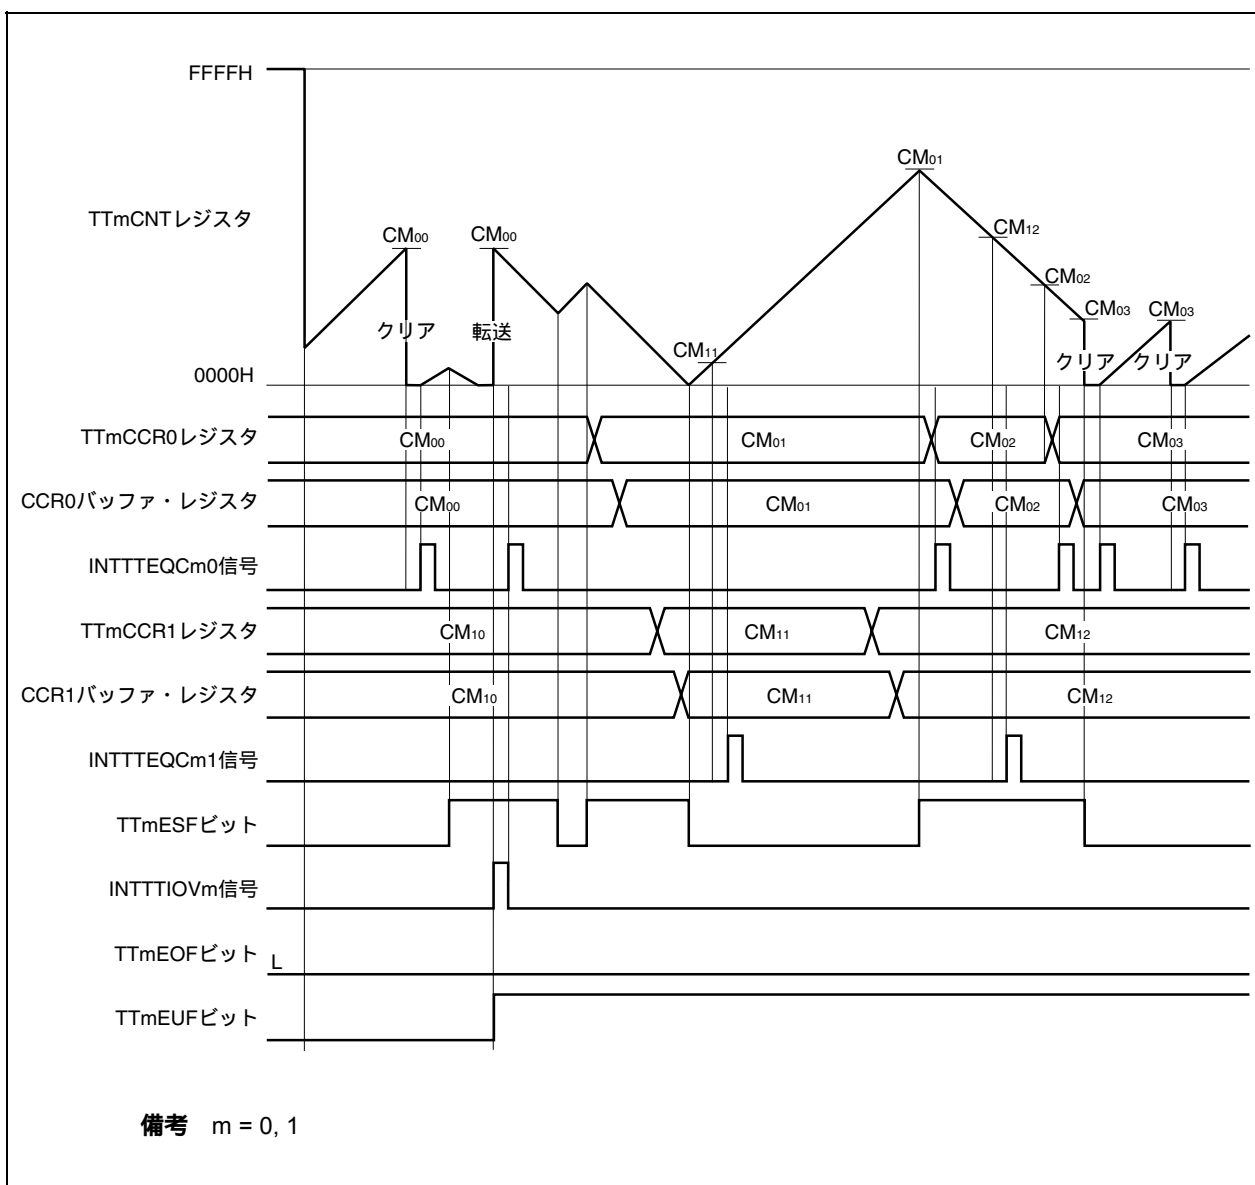 FFFFH
TTmCNTレジスタ
CM00
CM00
CM01
CM12
CM02
CM03
CM03
クリア
転送
CM11
クリア
クリア
0000H
TTmCCR0レジスタ
CM00
CM01
CM02
CM03
CCR0バッファ・レジスタ
CM00
CM01
CM02
CM03
INTTTEQCm0信号
TTmCCR1レジスタ
CM10
CM11
CM12
CCR1バッファ・レジスタ
CM10
CM11
CM12
INTTTEQCm1信号
TTmESFビット
INTTTIOVm信号
TTmEOFビット
L
TTmEUFビット
備考 m = 0, 1